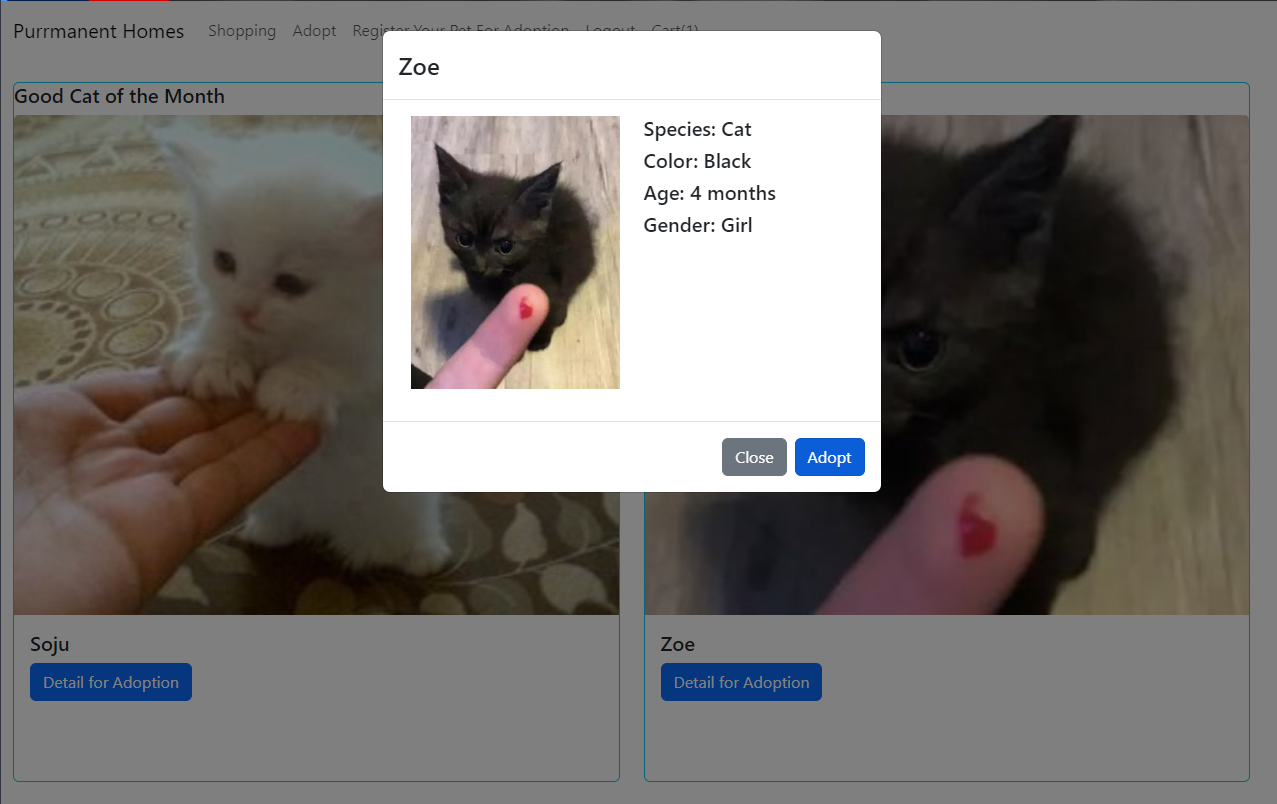 Purrmanent Homes Shopping Adopt Register Your Pet For Adoption Logout Cart(1)
Zoe
Good Cat of the Month
Species: Cat
Color: Black
Age: 4 months
Gender: Girl
Close Adopt
Soju
Detail for Adoption
Zoe
Detail for Adoption